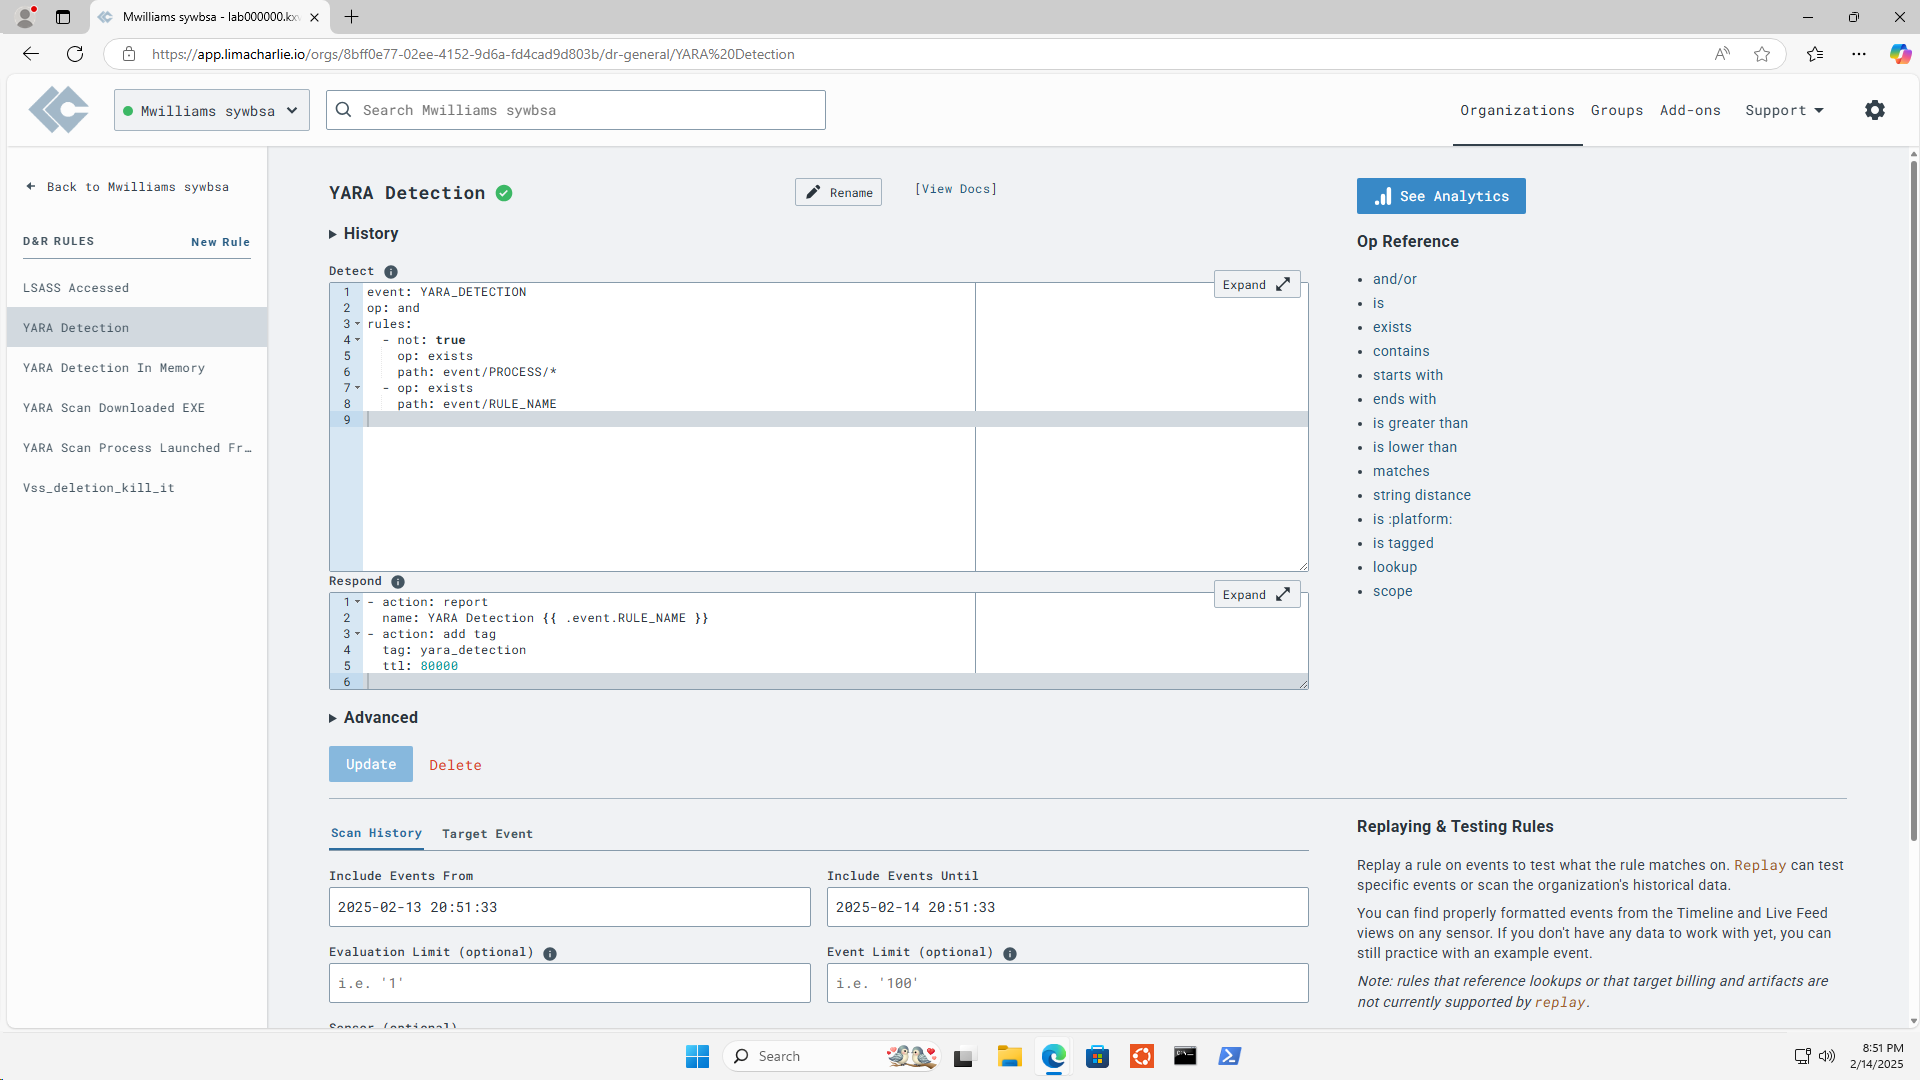 Mwilliams sywbsa - lab000000.kx
https://app.limacharlie.io/orgs/8bff0e77-02ee-4152-9d6a-fd4cad9d803b/dr-general/YARA%20Detection
Mwilliams sywbsa
Search Mwilliams sywbsa
Organizations
Groups
Add-ons
Support
Back to Mwilliams sywbsa
D&R RULES
New Rule
LSASS Accessed
YARA Detection
YARA Detection In Memory
YARA Scan Downloaded EXE
YARA Scan Process Launched Fr…
Vss_deletion_kill_it
YARA Detection
Rename
[View Docs]
History
Detect
Expand
1 event: YARA_DETECTION
2 op: and
3 rules:
4 - not: true
5 op: exists
6 path: event/PROCESS/*
7 - op: exists
8 path: event/RULE_NAME
9
Respond
Expand
1 - action: report
2 name: YARA Detection {{ .event.RULE_NAME }}
3 - action: add tag
4 tag: yara_detection
5 ttl: 80000
6
Advanced
Update
Delete
See Analytics
Op Reference
and/or
is
exists
contains
starts with
ends with
is greater than
is lower than
matches
string distance
is :platform:
is tagged
lookup
scope
Scan History
Target Event
Include Events From
2025-02-13 20:51:33
Include Events Until
2025-02-14 20:51:33
Evaluation Limit (optional)
i.e. '1'
Event Limit (optional)
i.e. '100'
Sensor (optional)
Replaying & Testing Rules
Replay a rule on events to test what the rule matches on. Replay can test
specific events or scan the organization's historical data.
You can find properly formatted events from the Timeline and Live Feed
views on any sensor. If you don't have any data to work with yet, you can
still practice with an example event.
Note: rules that reference lookups or that target billing and artifacts are
not currently supported by replay.
Search
8:51 PM
2/14/2025